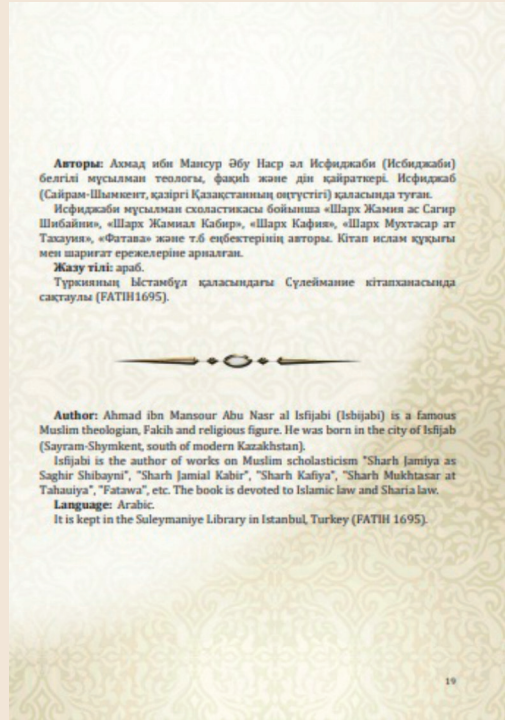 Авторы: Ахмад ибн Мансур Әбу Наср әл Исфиджаби (Исбиджаби)
белгілі мұсылман теологы, фақиһ және дін қайраткері. Исфиджаб
(Сайрам-Шымкент, қазіргі Қазақстанның оңтүстігі) қаласында туған.
Исфиджаби мұсылман схоластикасы бойынша «Шарх Жамия ас Сагир
Шибайни», «Шарх Жамиал Кабир», «Шарх Кафия», «Шарх Мухтасар ат
Тахауия», «Фатава» және т.б еңбектерінің авторы. Кітап ислам құқығы
мен шариғат ережелеріне арналған.
Жазу тілі: араб.
Түркияның Ыстамбұл қаласындағы Сүлеймание кітапханасында
сақтаулы (FATIH1695).
Author: Ahmad ibn Mansour Abu Nasr al Isfijabi (Isbijabi) is a famous
Muslim theologian, Fakih and religious figure. He was born in the city of Isfijab
(Sayram-Shymkent, south of modern Kazakhstan).
Isfijabi is the author of works on Muslim scholasticism "Sharh Jamiya as
Saghir Shibayni", "Sharh Jamial Kabir", "Sharh Kafiya", "Sharh Mukhtasar at
Tahauiya", "Fatawa", etc. The book is devoted to Islamic law and Sharia law.
Language: Arabic.
It is kept in the Suleymaniye Library in Istanbul, Turkey (FATIH 1695).
19